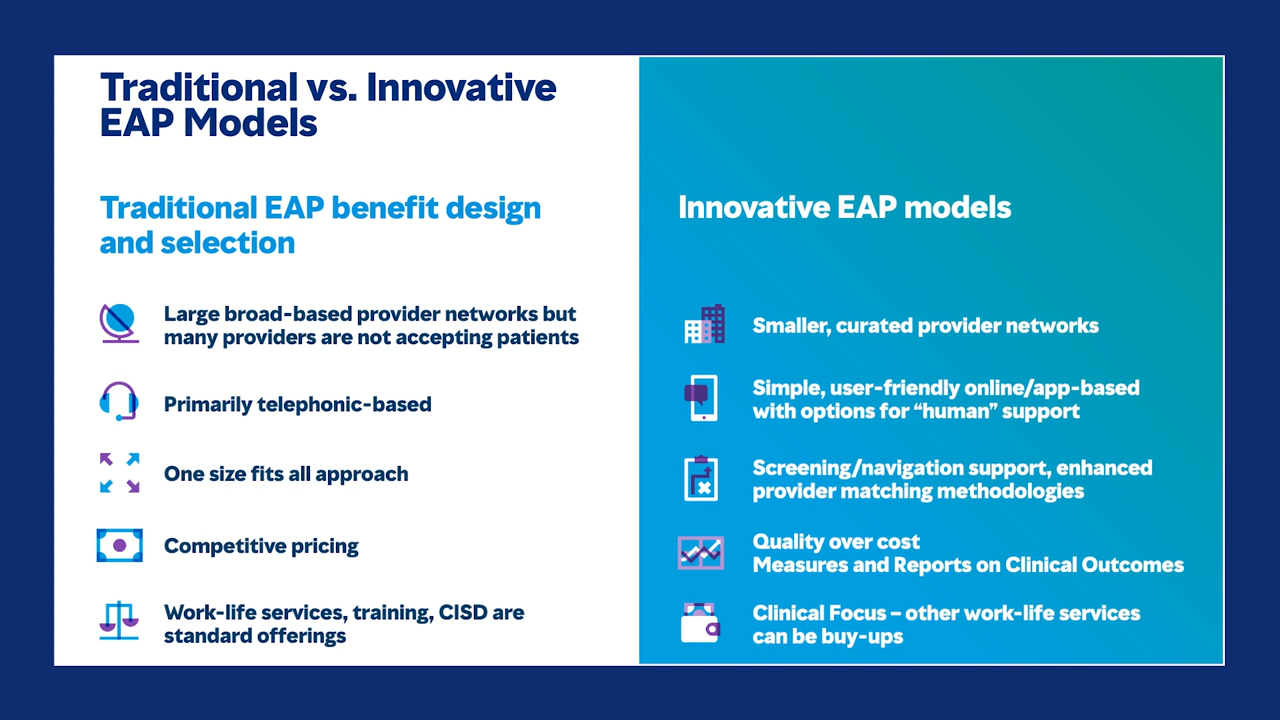 Traditional vs. Innovative
EAP Models
Traditional EAP benefit design
and selection
Large broad-based provider networks but
many providers are not accepting patients
Primarily telephonic-based
One size fits all approach
Competitive pricing
Work-life services, training, CISD are
standard offerings
Innovative EAP models
Smaller, curated provider networks
Simple, user-friendly online/app-based
with options for “human” support
Screening/navigation support, enhanced
provider matching methodologies
Quality over cost
Measures and Reports on Clinical Outcomes
Clinical Focus – other work-life services
can be buy-ups